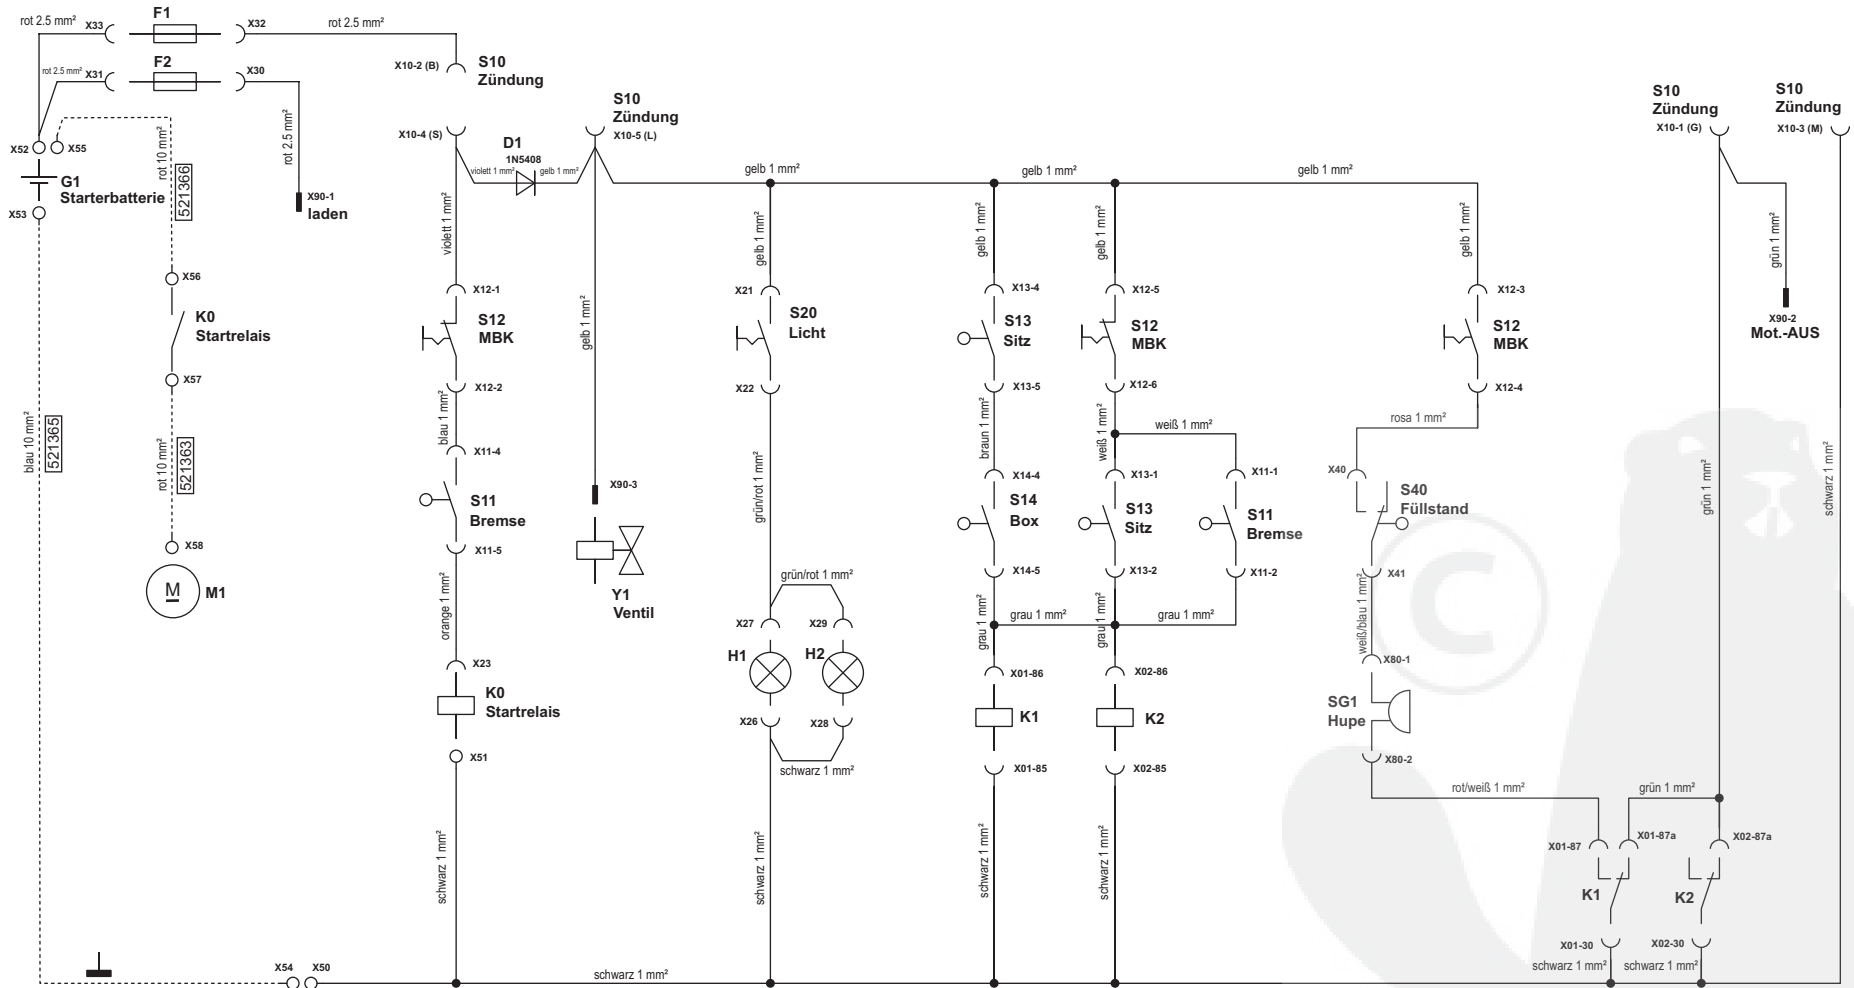 rot 2.5 mm²
X33
F1
X32
rot 2.5 mm²
rot 2.5 mm²
X31
F2
X30
X10-2 (B)
S10
Zündung
X52
X55
rot 10 mm²
521366
rot 2.5 mm²
X90-1
laden
G1
Starterbatterie
X53
X56
K0
Startrelais
X57
rot 10 mm²
521363
blau 10 mm²
521365
X58
M
M1
X10-4 (S)
D1
1N5408
violett 1 mm²
gelb 1 mm²
S10
Zündung
X10-5 (L)
violett 1 mm²
X12-1
S12
MBK
X12-2
blau 1 mm²
X11-4
S11
Bremse
X11-5
orange 1 mm²
X23
K0
Startrelais
X51
schwarz 1 mm²
gelb 1 mm²
X90-3
Y1
Ventil
gelb 1 mm²
gelb 1 mm²
gelb 1 mm²
gelb 1 mm²
X21
S20
Licht
X22
grün/rot 1 mm²
grün/rot 1 mm²
X27
X29
H1
H2
X26
X28
schwarz 1 mm²
schwarz 1 mm²
gelb 1 mm²
X13-4
S13
Sitz
X13-5
braun 1 mm²
X14-4
S14
Box
X14-5
grau 1 mm²
grau 1 mm²
X01-86
K1
X01-85
schwarz 1 mm²
gelb 1 mm²
X12-5
S12
MBK
X12-6
weiß 1 mm²
weiß 1 mm²
X13-1
S13
Sitz
X13-2
X11-1
S11
Bremse
X11-2
grau 1 mm²
grau 1 mm²
X02-86
K2
X02-85
schwarz 1 mm²
gelb 1 mm²
X12-3
S12
MBK
X12-4
rosa 1 mm²
X40
S40
Füllstand
X41
weiß/blau 1 mm²
X80-1
SG1
Hupe
X80-2
rot/weiß 1 mm²
S10
Zündung
X10-1 (G)
S10
Zündung
X10-3 (M)
grün 1 mm²
X90-2
Mot.-AUS
grün 1 mm²
schwarz 1 mm²
grün 1 mm²
X01-87
X01-87a
X02-87a
K1
K2
X01-30
X02-30
schwarz 1 mm²
schwarz 1 mm²
X54
X50
schwarz 1 mm²
©